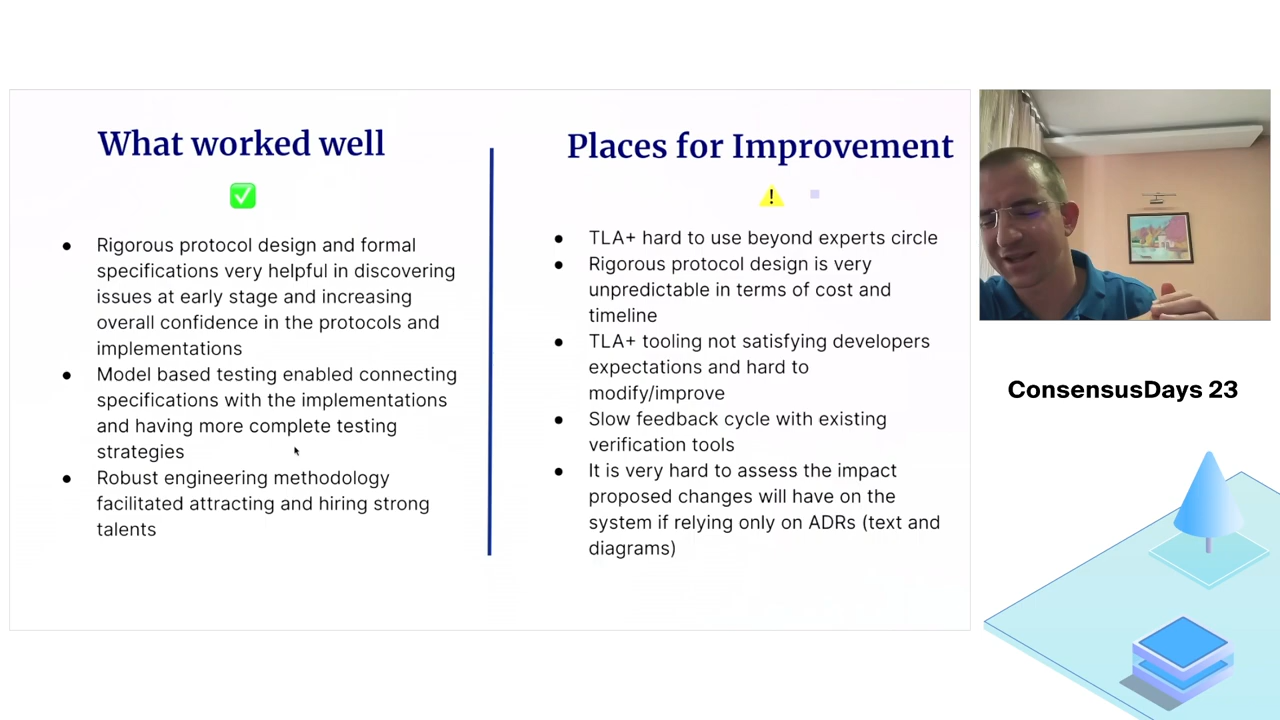 What worked well
● Rigorous protocol design and formal
specifications very helpful in discovering
issues at early stage and increasing
overall confidence in the protocols and
implementations
● Model based testing enabled connecting
specifications with the implementations
and having more complete testing
strategies
● Robust engineering methodology
facilitated attracting and hiring strong
talents
Places for Improvement
● TLA+ hard to use beyond experts circle
● Rigorous protocol design is very
unpredictable in terms of cost and
timeline
● TLA+ tooling not satisfying developers
expectations and hard to
modify/improve
● Slow feedback cycle with existing
verification tools
● It is very hard to assess the impact
proposed changes will have on the
system if relying only on ADRs (text and
diagrams)
ConsensusDays 23